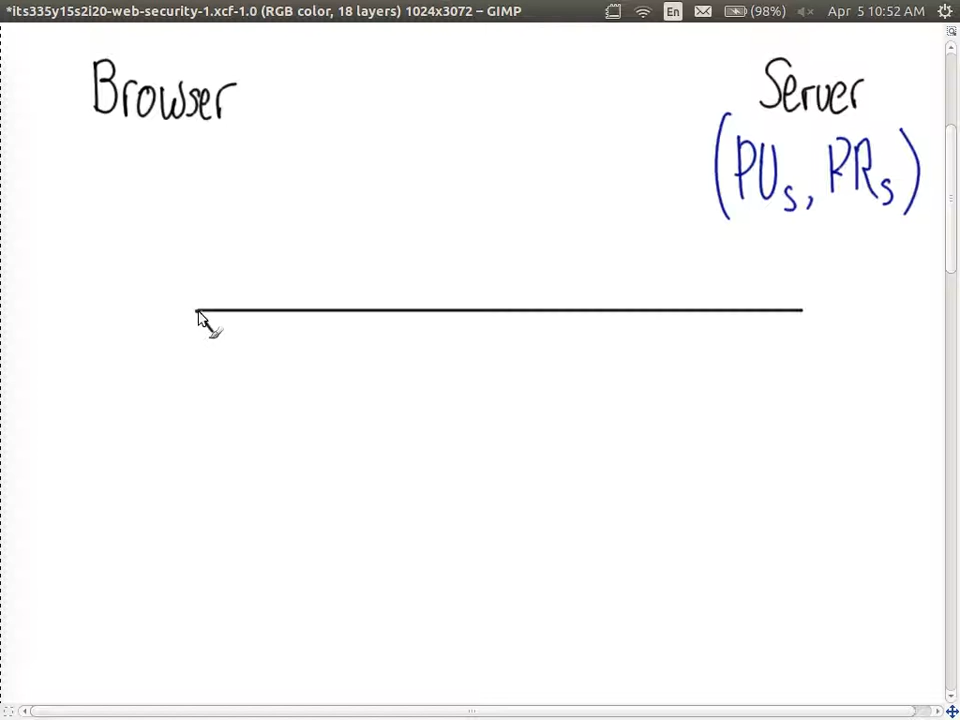 *its335y15s2i20-web-security-1.xcf-1.0 (RGB color, 18 layers) 1024x3072 – GIMP En (98%) Apr 5 10:52 AM
Browser Server
(PUs, PRs)